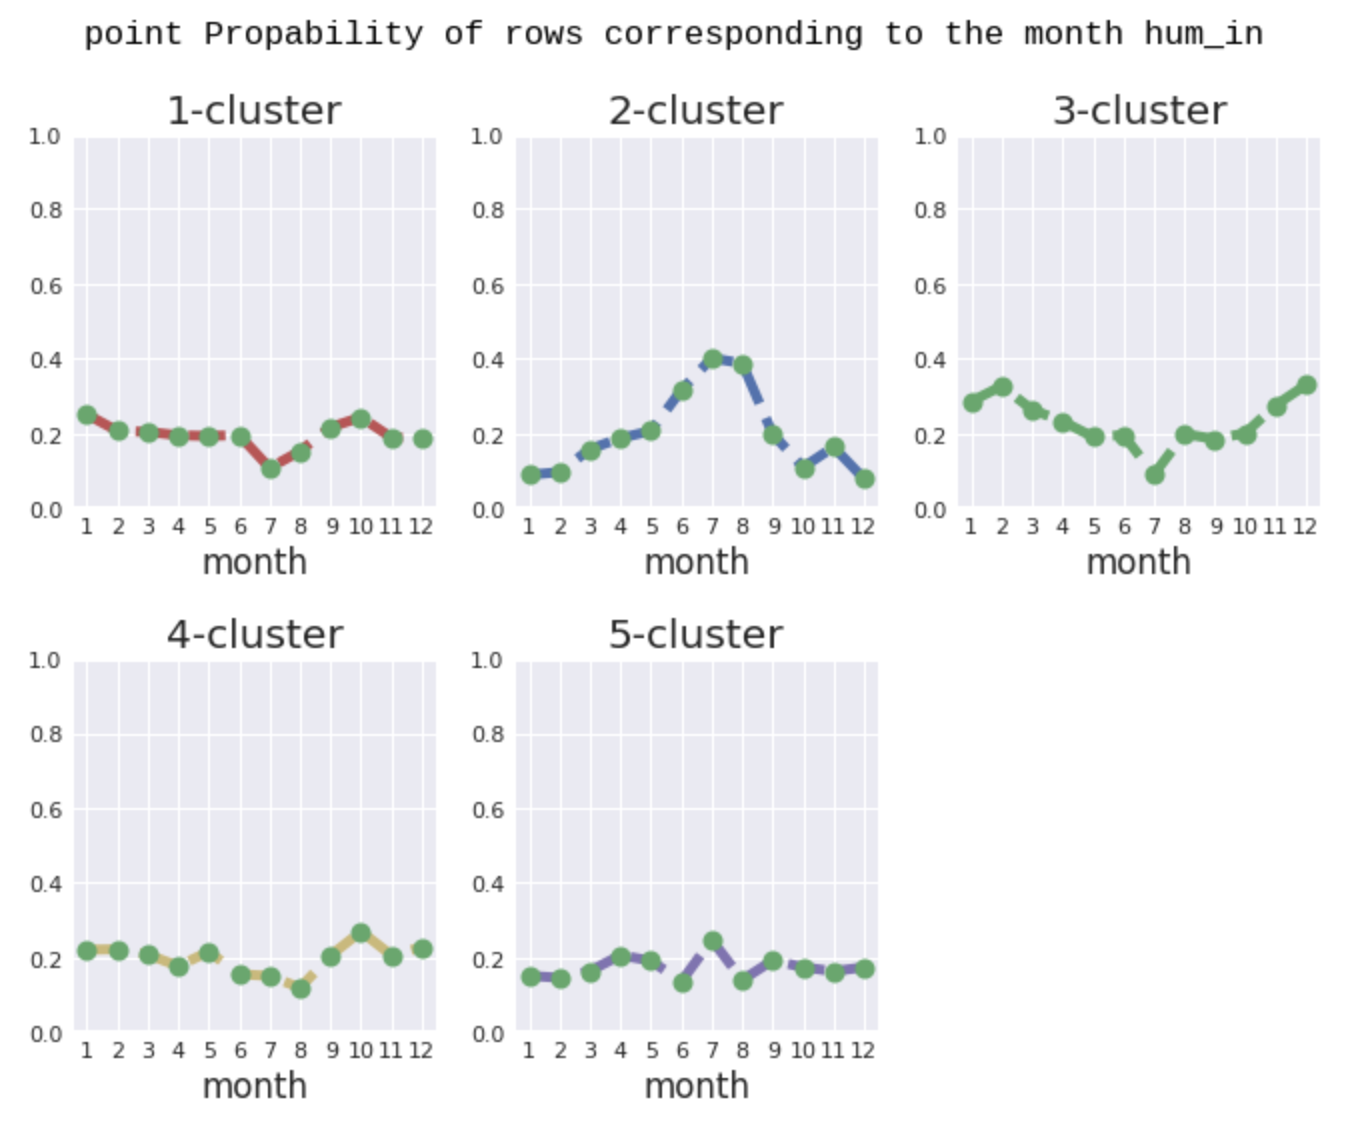 point Propability of rows corresponding to the month hum_in
1-cluster
1.0
0.8
0.6
0.4
0.2
0.0
1 2 3 4 5 6 7 8 9 10 11 12
month
2-cluster
1.0
0.8
0.6
0.4
0.2
0.0
1 2 3 4 5 6 7 8 9 10 11 12
month
3-cluster
1.0
0.8
0.6
0.4
0.2
0.0
1 2 3 4 5 6 7 8 9 10 11 12
month
4-cluster
1.0
0.8
0.6
0.4
0.2
0.0
1 2 3 4 5 6 7 8 9 10 11 12
month
5-cluster
1.0
0.8
0.6
0.4
0.2
0.0
1 2 3 4 5 6 7 8 9 10 11 12
month